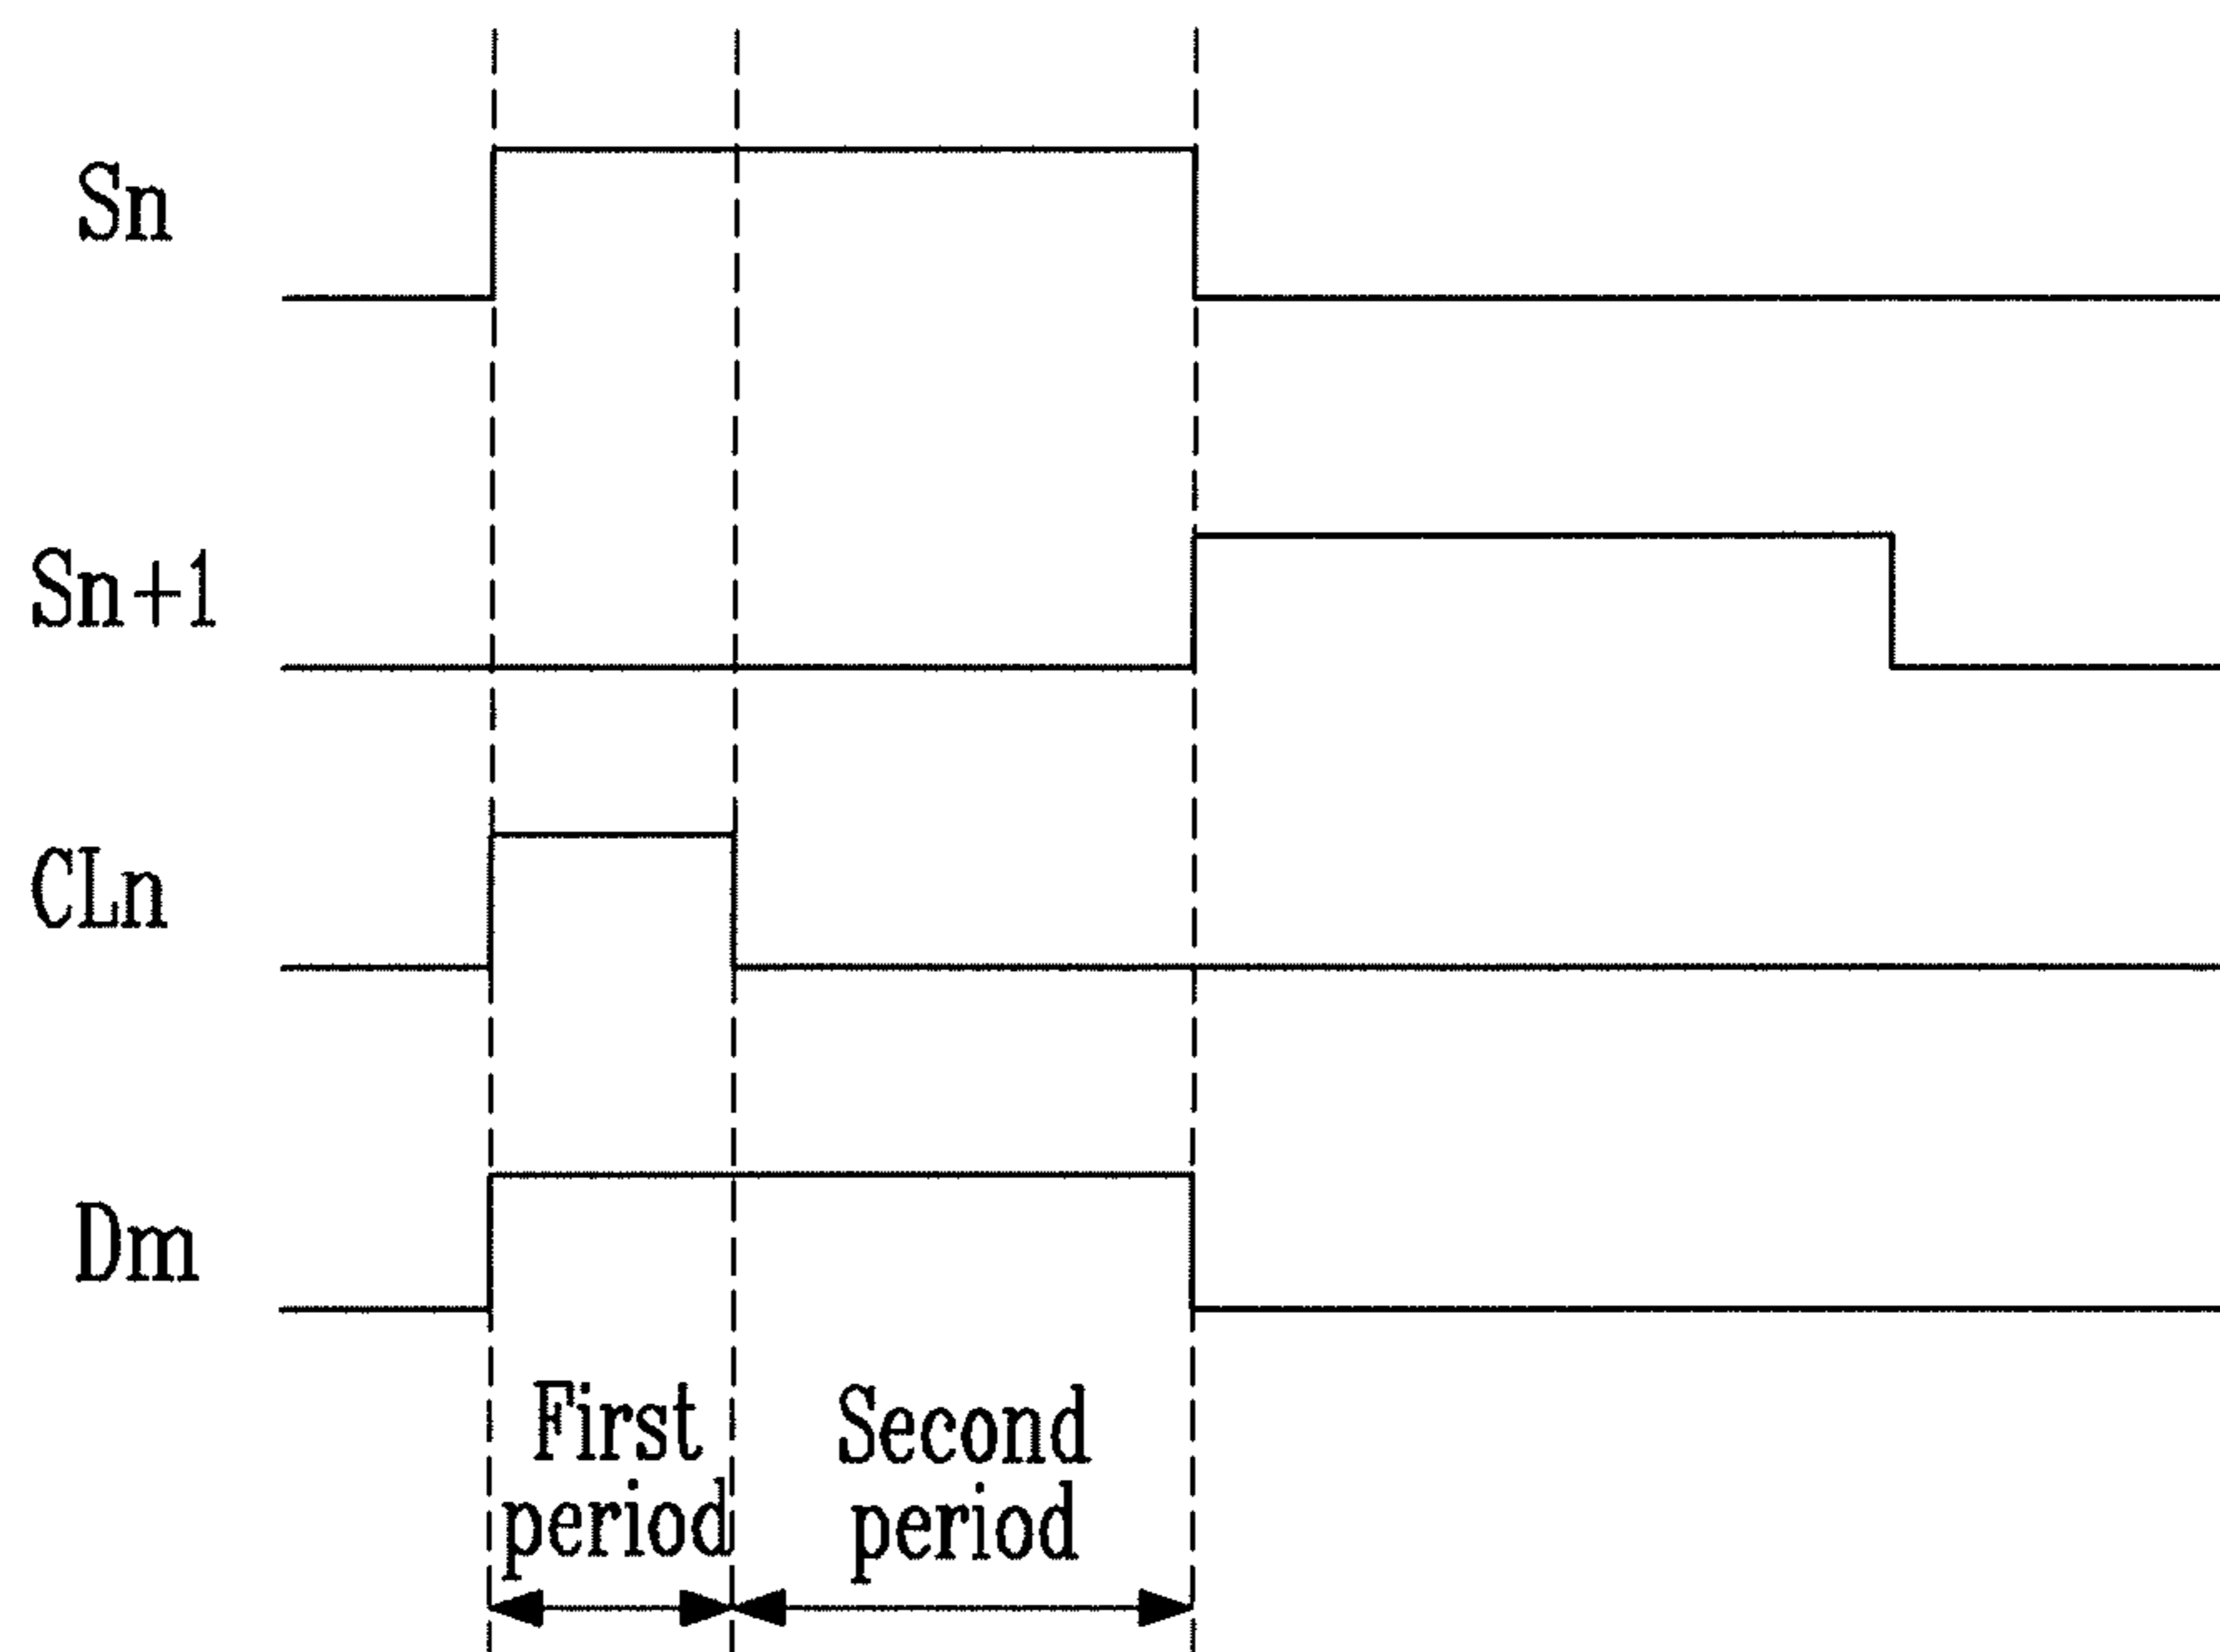 Sn
Sn+1
CLn
Dm
First
period
Second
period